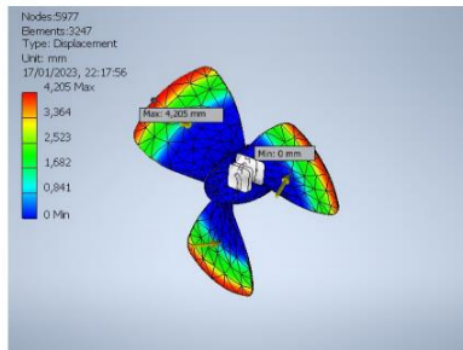 Nodes:5977
Elements:3247
Type: Displacement
Unit: mm
17/01/2023, 22:17:56
4,205 Max
3,364
2,523
1,682
0,841
0 Min
Max: 4,205 mm
Min: 0 mm